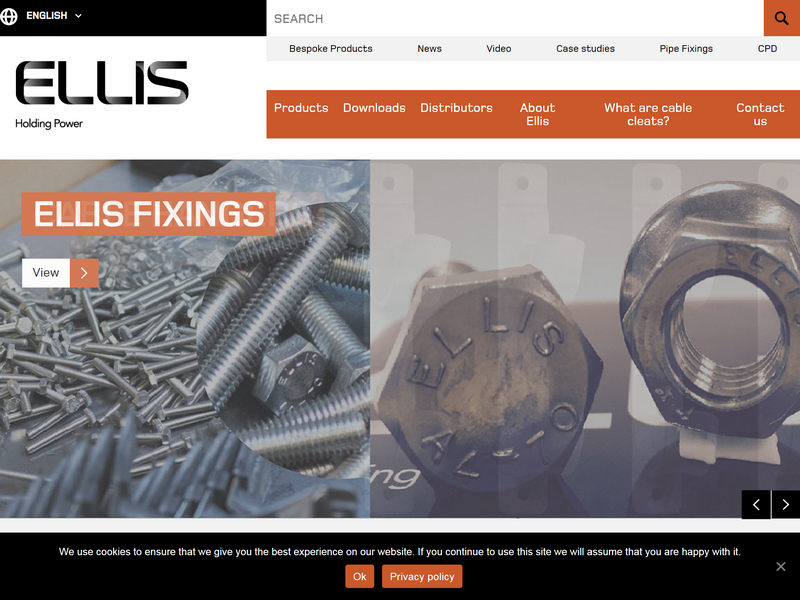 ENGLISH
SEARCH
Bespoke Products
News
Video
Case studies
Pipe Fixings
CPD
ELLIS
Holding Power
Products
Downloads
Distributors
About
Ellis
What are cable
cleats?
Contact
us
ELLIS FIXINGS
View
ELLIS
ELLIS
We use cookies to ensure that we give you the best experience on our website. If you continue to use this site we will assume that you are happy with it.
Ok
Privacy policy